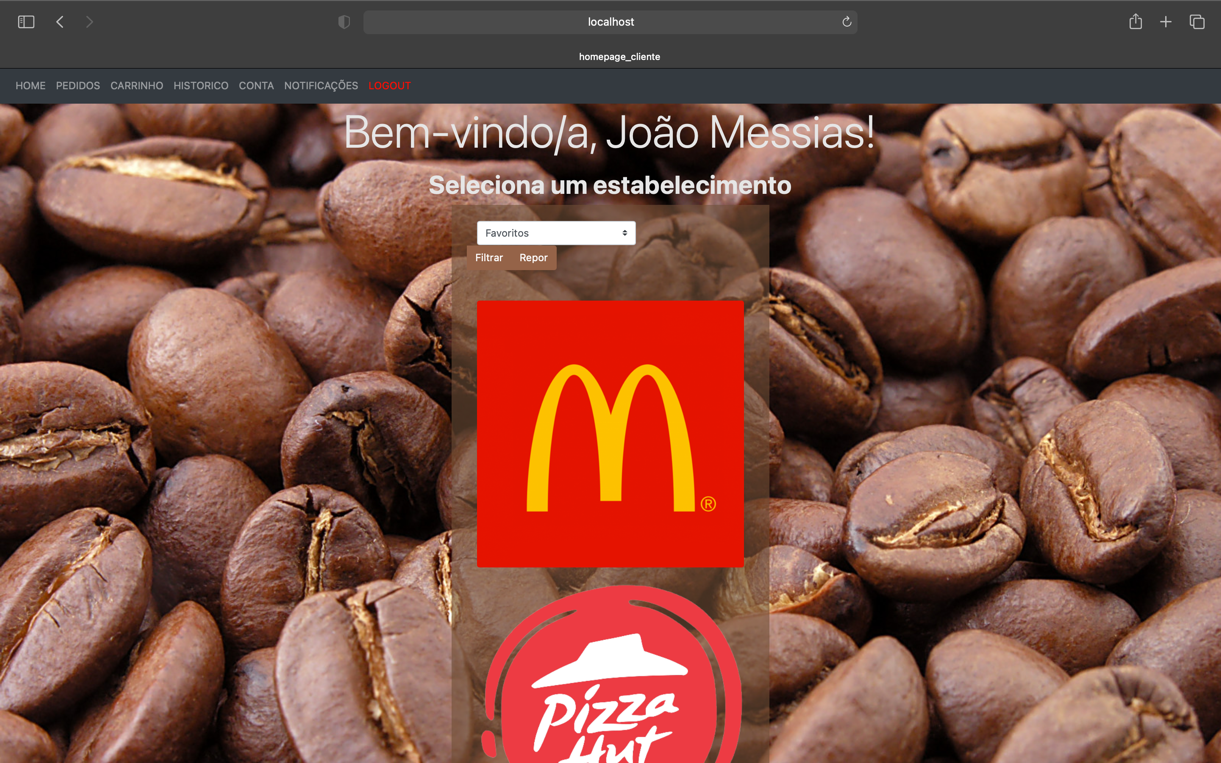 localhost
homepage_cliente
HOME PEDIDOS CARRINHO HISTORICO CONTA NOTIFICAÇÕES LOGOUT
Bem-vindo/a, João Messias!
Seleciona um estabelecimento
Favoritos
Filtrar Repor
M
®
Pizza
Hut